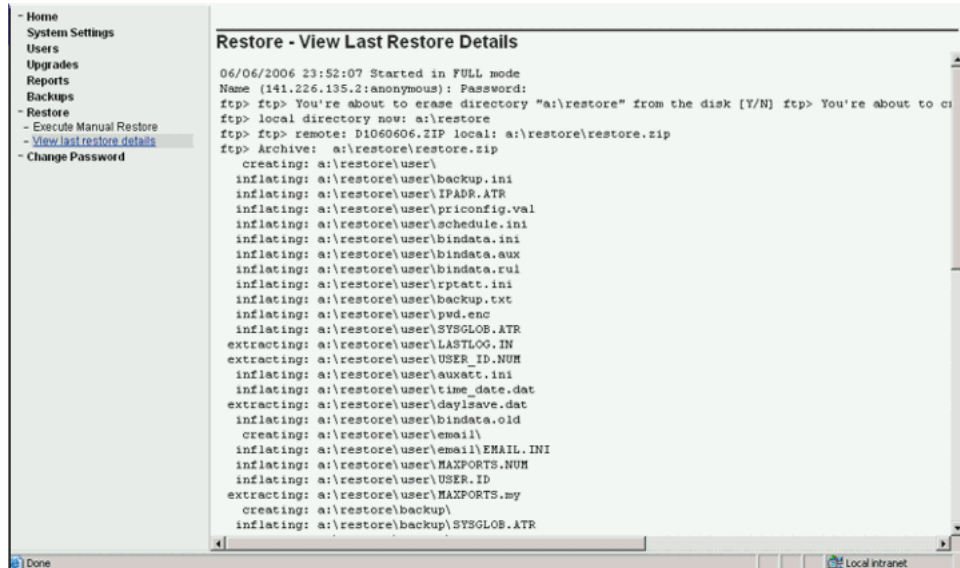 - Home
System Settings
Users
Upgrades
Reports
Backups
- Restore
- Execute Manual Restore
- View last restore details
- Change Password
Restore - View Last Restore Details
06/06/2006 23:52:07 Started in FULL mode
Name (141.226.135.2:anonymous): Password:
ftp> ftp> You're about to erase directory "a:\restore" from the disk [Y/N] ftp> You're about to
ftp> local directory now: a:\restore
ftp> ftp> remote: D1060606.ZIP local: a:\restore\restore.zip
ftp> Archive:  a:\restore\restore.zip
creating: a:\restore\user\
inflating: a:\restore\user\backup.ini
inflating: a:\restore\user\IPADR.ATR
inflating: a:\restore\user\priconfig.val
inflating: a:\restore\user\schedule.ini
inflating: a:\restore\user\bindata.ini
inflating: a:\restore\user\bindata.aux
inflating: a:\restore\user\bindata.rul
inflating: a:\restore\user\rptatt.ini
inflating: a:\restore\user\backup.txt
inflating: a:\restore\user\pwd.enc
inflating: a:\restore\user\SYSGLOB.ATR
extracting: a:\restore\user\LASTLOG.IN
extracting: a:\restore\user\USER_ID.NUM
inflating: a:\restore\user\auxatt.ini
inflating: a:\restore\user\time_date.dat
extracting: a:\restore\user\daylsave.dat
inflating: a:\restore\user\bindata.old
creating: a:\restore\user\email\
inflating: a:\restore\user\email\EMAIL.INI
inflating: a:\restore\user\MAXPORTS.NUM
inflating: a:\restore\user\USER.ID
extracting: a:\restore\user\MAXPORTS.my
creating: a:\restore\backup\
inflating: a:\restore\backup\SYSGLOB.ATR
Done
Local intranet